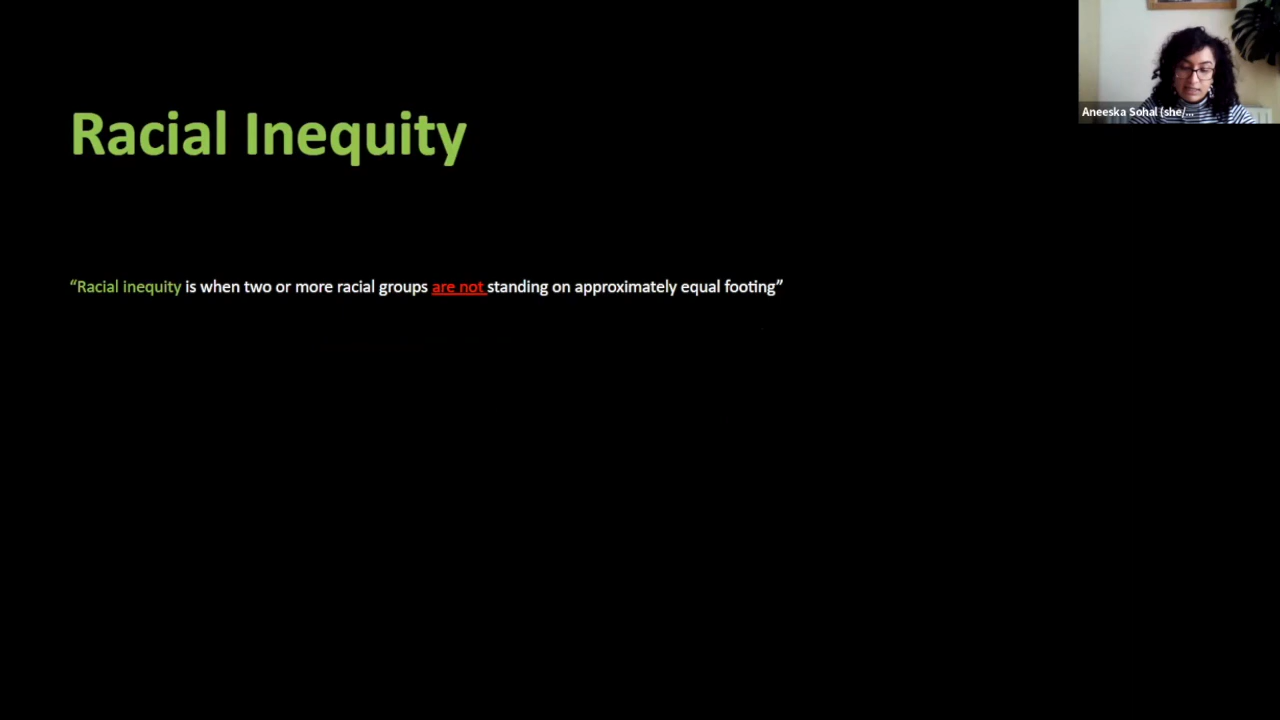 Racial Inequity
“Racial inequity is when two or more racial groups are not standing on approximately equal footing”
Aneeska Sohal (she/...